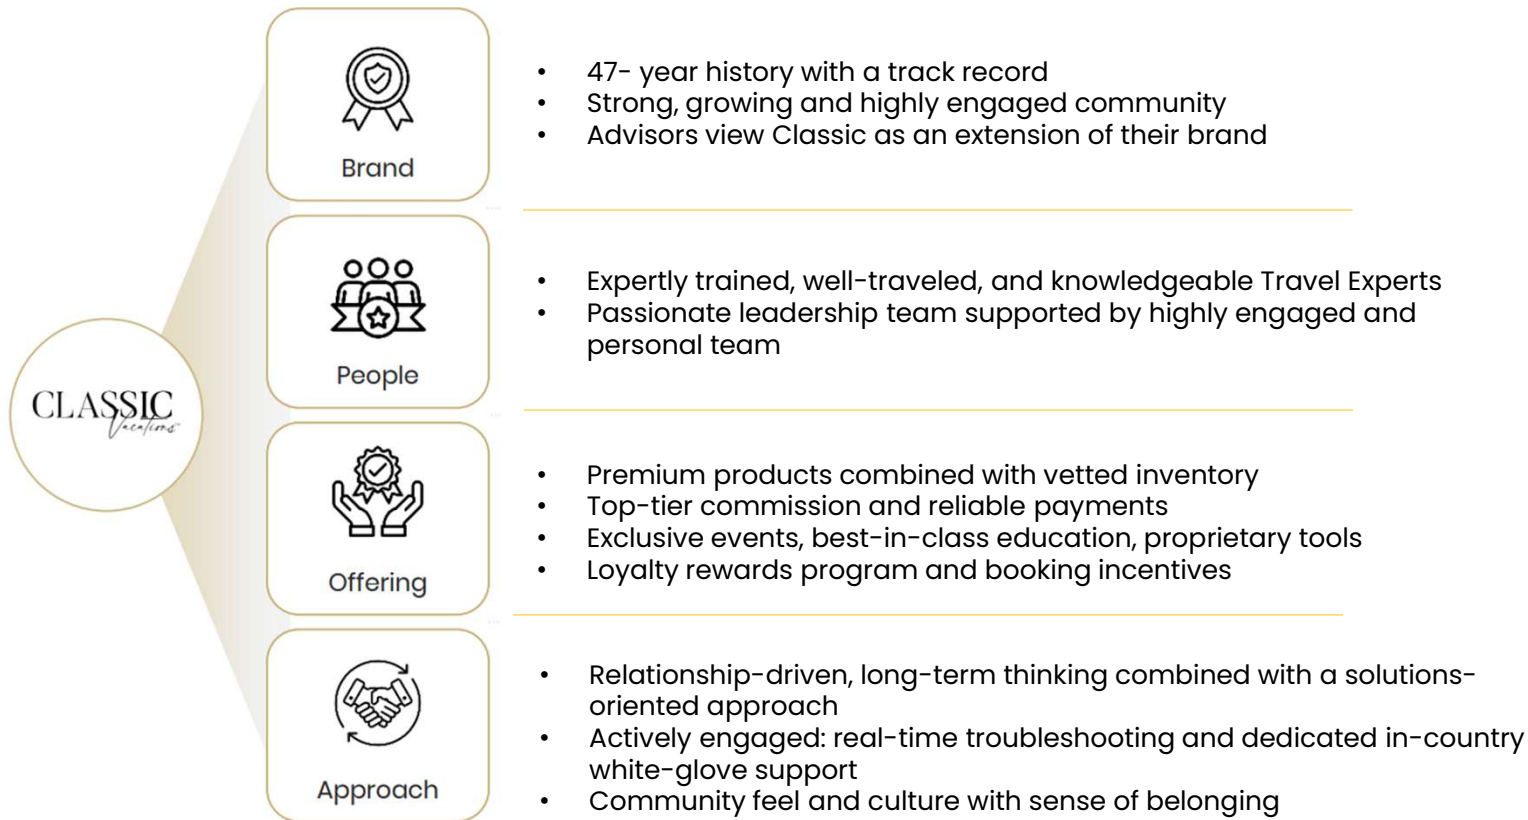 CLASSIC
Vacations
Brand
• 47- year history with a track record
• Strong, growing and highly engaged community
• Advisors view Classic as an extension of their brand
People
• Expertly trained, well-traveled, and knowledgeable Travel Experts
• Passionate leadership team supported by highly engaged and
personal team
Offering
• Premium products combined with vetted inventory
• Top-tier commission and reliable payments
• Exclusive events, best-in-class education, proprietary tools
• Loyalty rewards program and booking incentives
Approach
• Relationship-driven, long-term thinking combined with a solutions-
oriented approach
• Actively engaged: real-time troubleshooting and dedicated in-country
white-glove support
• Community feel and culture with sense of belonging